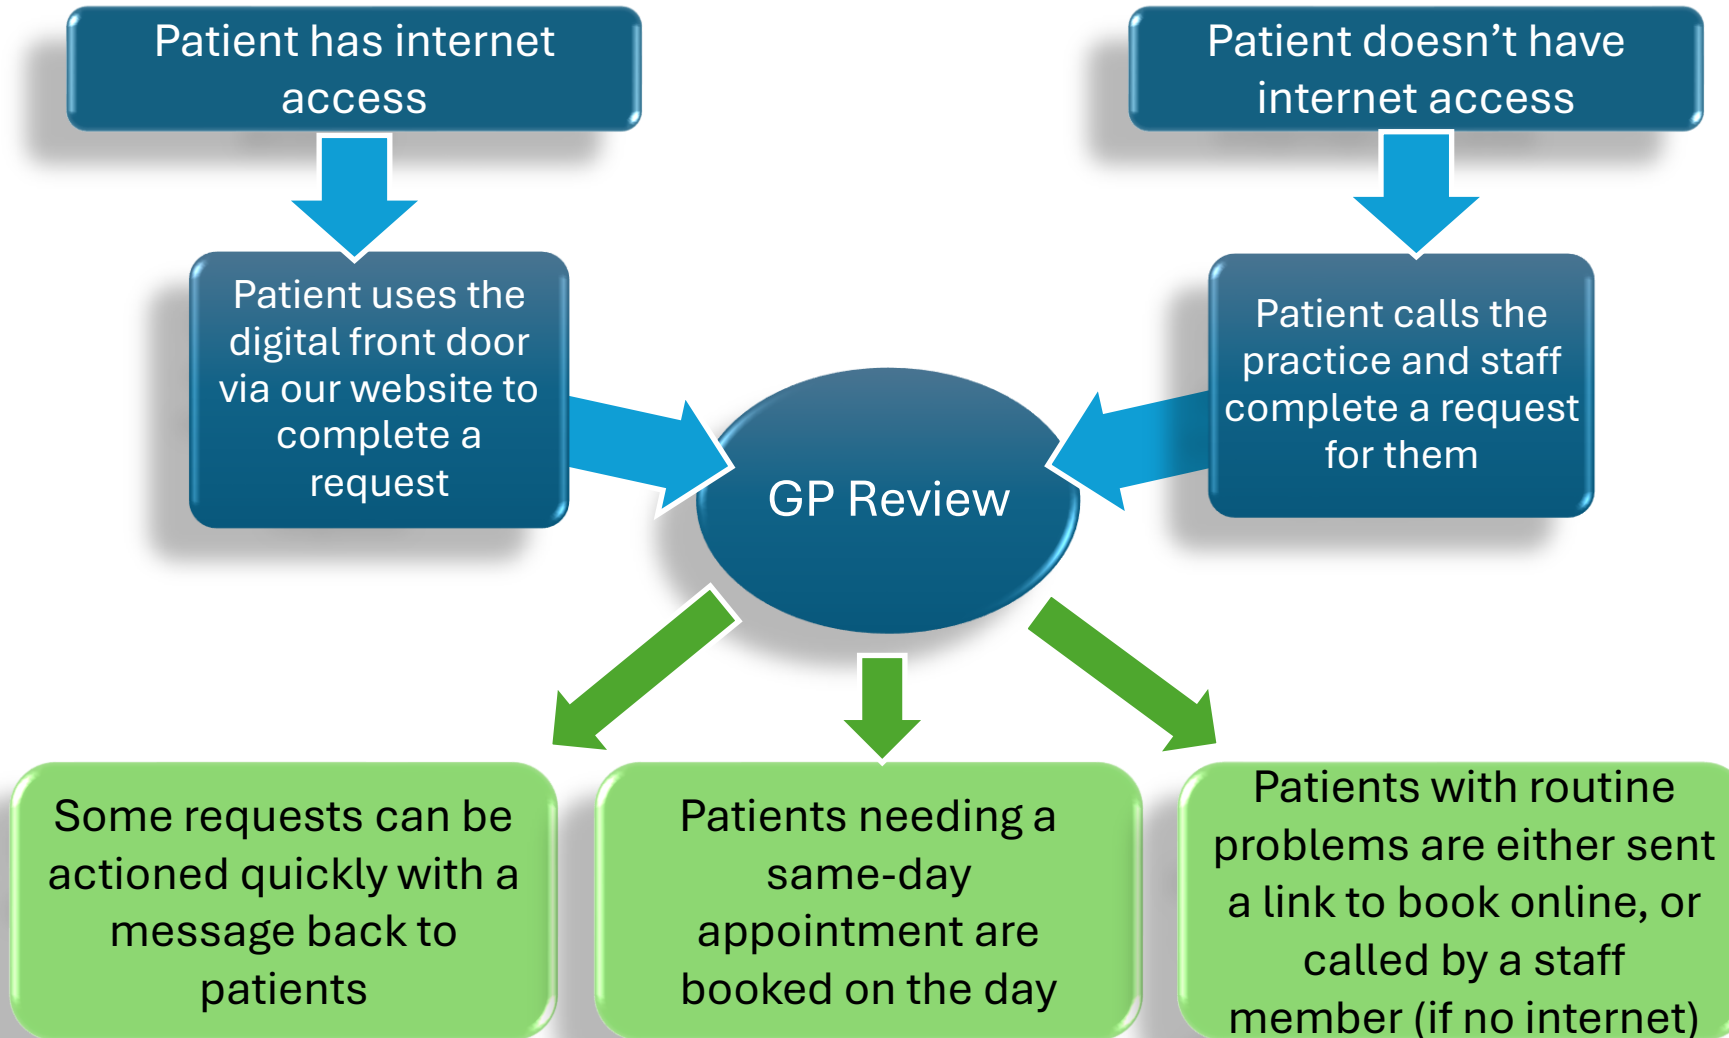 Patient has internet
access
Patient doesn’t have
internet access
Patient uses the
digital front door
via our website to
complete a
request
Patient calls the
practice and staff
complete a request
for them
GP Review
Some requests can be
actioned quickly with a
message back to
patients
Patients needing a
same-day
appointment are
booked on the day
Patients with routine
problems are either sent
a link to book online, or
called by a staff
member (if no internet)